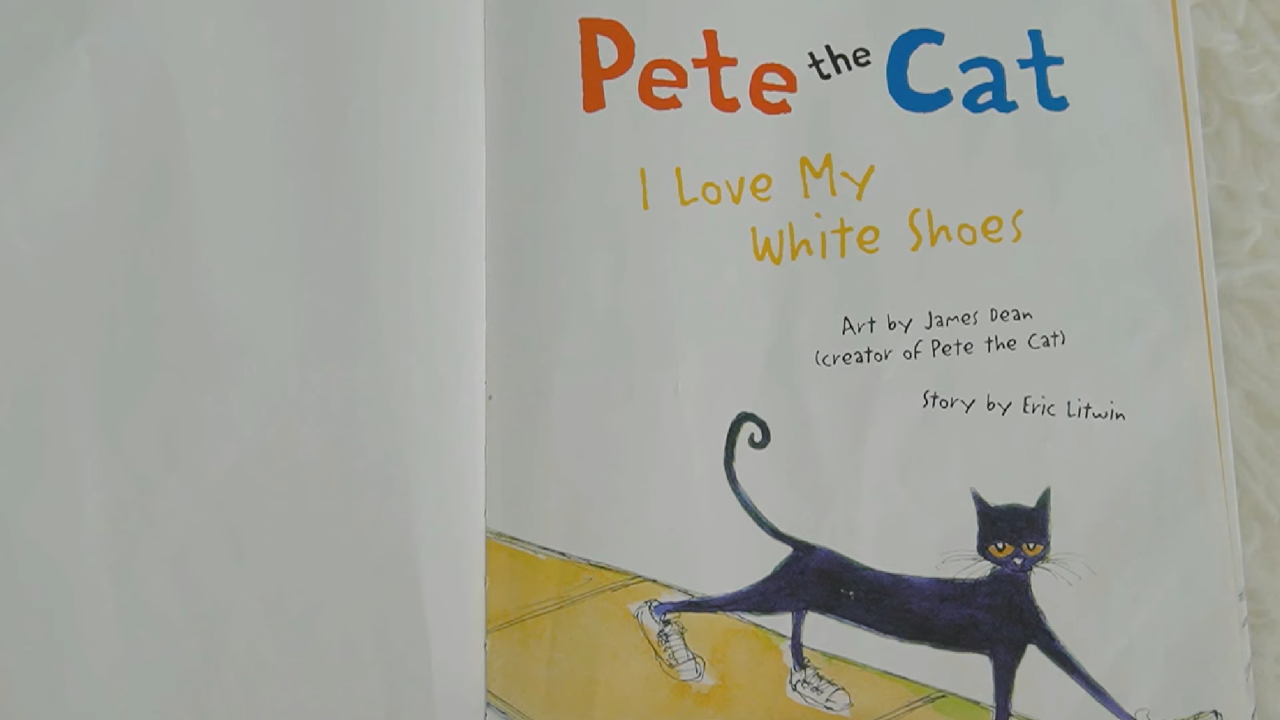 Pete the Cat
I Love My
White Shoes
Art by James Dean
(creator of Pete the Cat)
Story by Eric Litwin